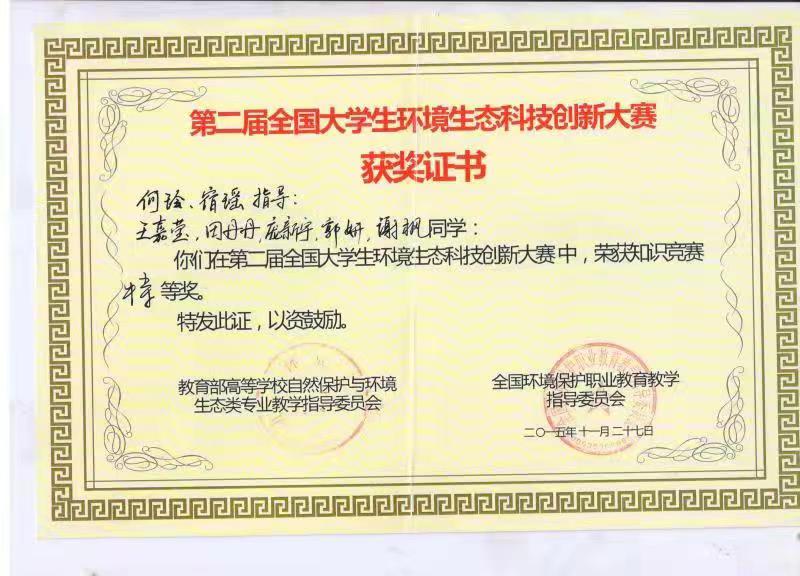 第二届全国大学生环境生态科技创新大赛
获奖证书
何玲、宿瑶指导:
王嘉莹,田丹丹,庞新宇,郭妍,谢枫同学:
你们在第二届全国大学生环境生态科技创新大赛中,荣获知识竞赛
特等奖。
特发此证,以资鼓励。
教育部高等学校自然保护与环境
生态类专业教学指导委员会
全国环境保护职业教育教学
指导委员会
二〇一五年十一月二十七日